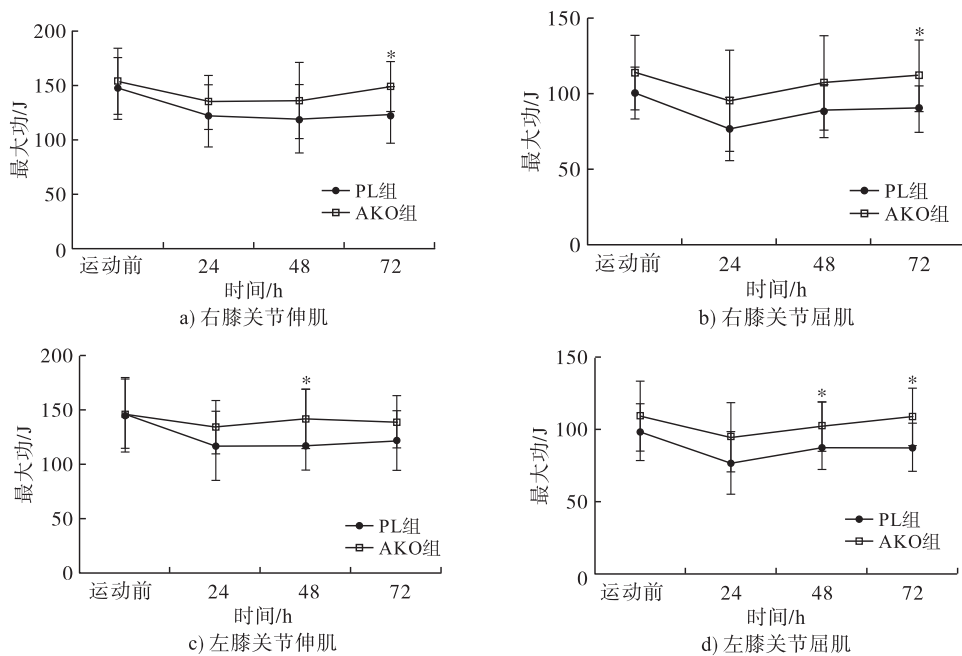 200
150
100
50
0
最大功/J
*
PL组
AKO组
运动前
24
48
72
时间/h
a) 右膝关节伸肌
150
100
50
0
最大功/J
*
PL组
AKO组
运动前
24
48
72
时间/h
b) 右膝关节屈肌
200
150
100
50
0
最大功/J
*
PL组
AKO组
运动前
24
48
72
时间/h
c) 左膝关节伸肌
150
100
50
0
最大功/J
*
*
PL组
AKO组
运动前
24
48
72
时间/h
d) 左膝关节屈肌